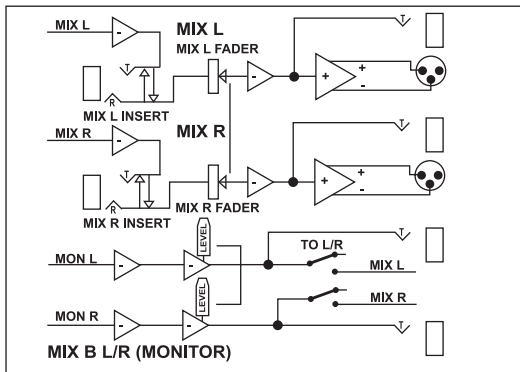 MIX L
MIX L
MIX L FADER
T
T
-
-
+
+
-
R
MIX L INSERT
MIX R
MIX R
T
T
-
-
+
+
-
R
MIX R INSERT
MIX R FADER
LEVEL
TO L/R
T
MON L
-
-
MIX L
LEVEL
MIX R
MON R
-
-
T
MIX B L/R (MONITOR)